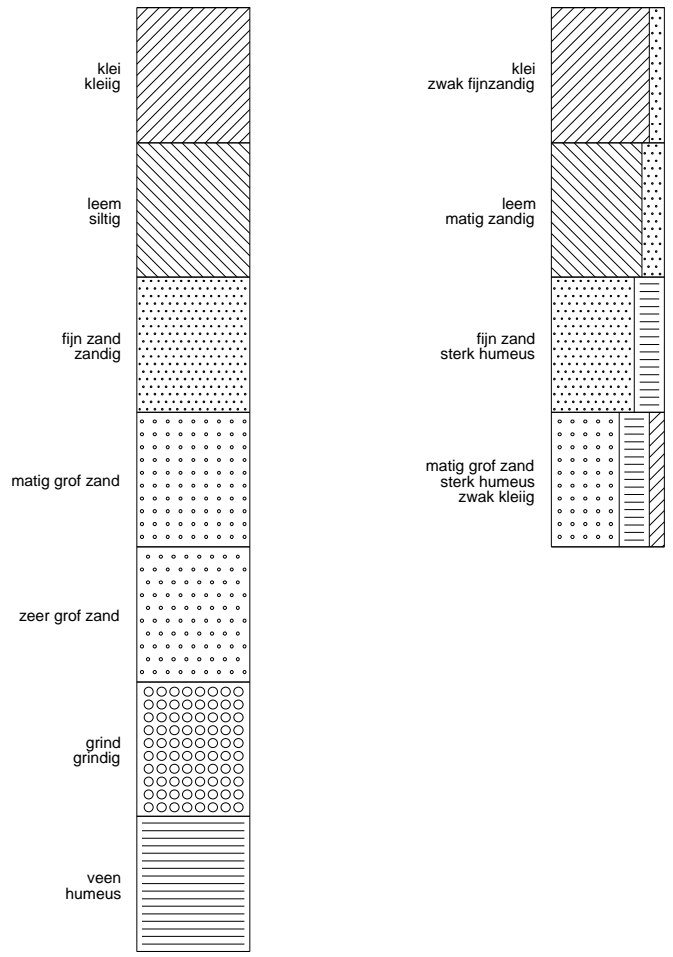 klei
kleiig
leem
siltig
fijn zand
zandig
matig grof zand
zeer grof zand
grind
grindig
veen
humeus
klei
zwak fijnzandig
leem
matig zandig
fijn zand
sterk humeus
matig grof zand
sterk humeus
zwak kleiig